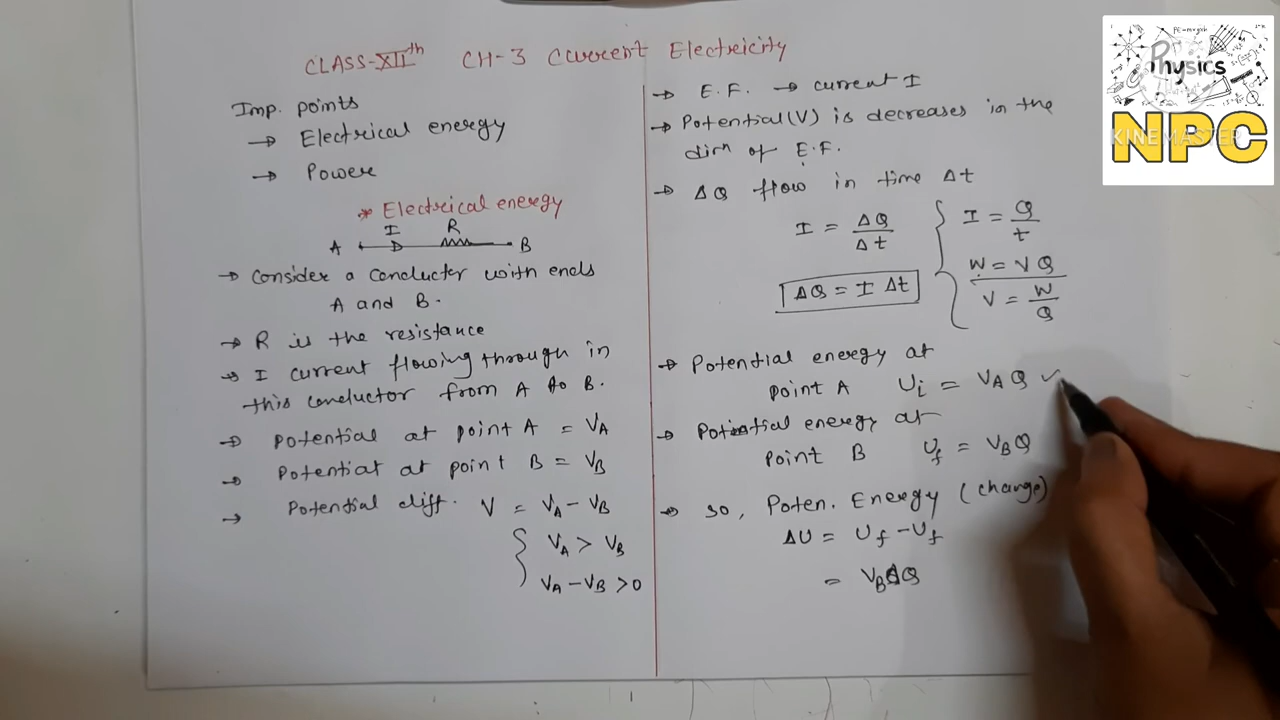 CLASS-XIIth CH-3 Current Electricity
Imp. points
→ Electrical energy
→ Power
* Electrical energy
I R
A B
→ Consider a conductor with ends
A and B.
→ R is the resistance
→ I current flowing through in
this conductor from A to B.
→ Potential at point A = VA
→ Potential at point B = VB
→ Potential diff. V = VA - VB
VA > VB
VA - VB > 0
→ E.F. → current I
→ Potential (V) is decreases in the
dirn of E.F.
→ ΔQ flow in time Δt
I = ΔQ/Δt
ΔQ = I Δt
I = Q/t
W = VQ
V = W/Q
→ Potential energy at
point A Ui = VA Q ✓
→ Potential energy at
point B Uf = VB Q
→ so, Poten. Energy (change)
ΔU = Uf - Uf
= VB ΔQ
Physics
KINEMASTER
NPC